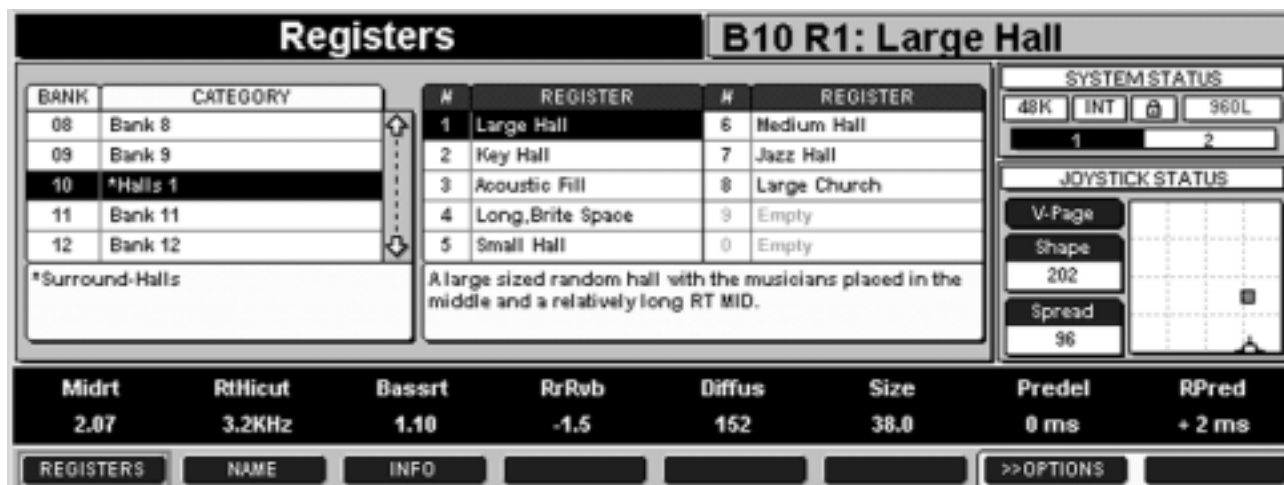 Registers
B10 R1: Large Hall
BANK CATEGORY
08 Bank 8
09 Bank 9
10 *Halls 1
11 Bank 11
12 Bank 12
*Surround-Halls
# REGISTER # REGISTER
1 Large Hall 6 Medium Hall
2 Key Hall 7 Jazz Hall
3 Acoustic Fill 8 Large Church
4 Long,Brite Space 9 Empty
5 Small Hall 0 Empty
A large sized random hall with the musicians placed in the
middle and a relatively long RT MID.
SYSTEM STATUS
48K INT 960L
1 2
JOYSTICK STATUS
V-Page
Shape
202
Spread
96
Midrt RtHicut Bassrt RrRvb Diffus Size Predel RPred
2.07 3.2KHz 1.10 -1.5 152 38.0 0 ms + 2 ms
REGISTERS NAME INFO >>OPTIONS